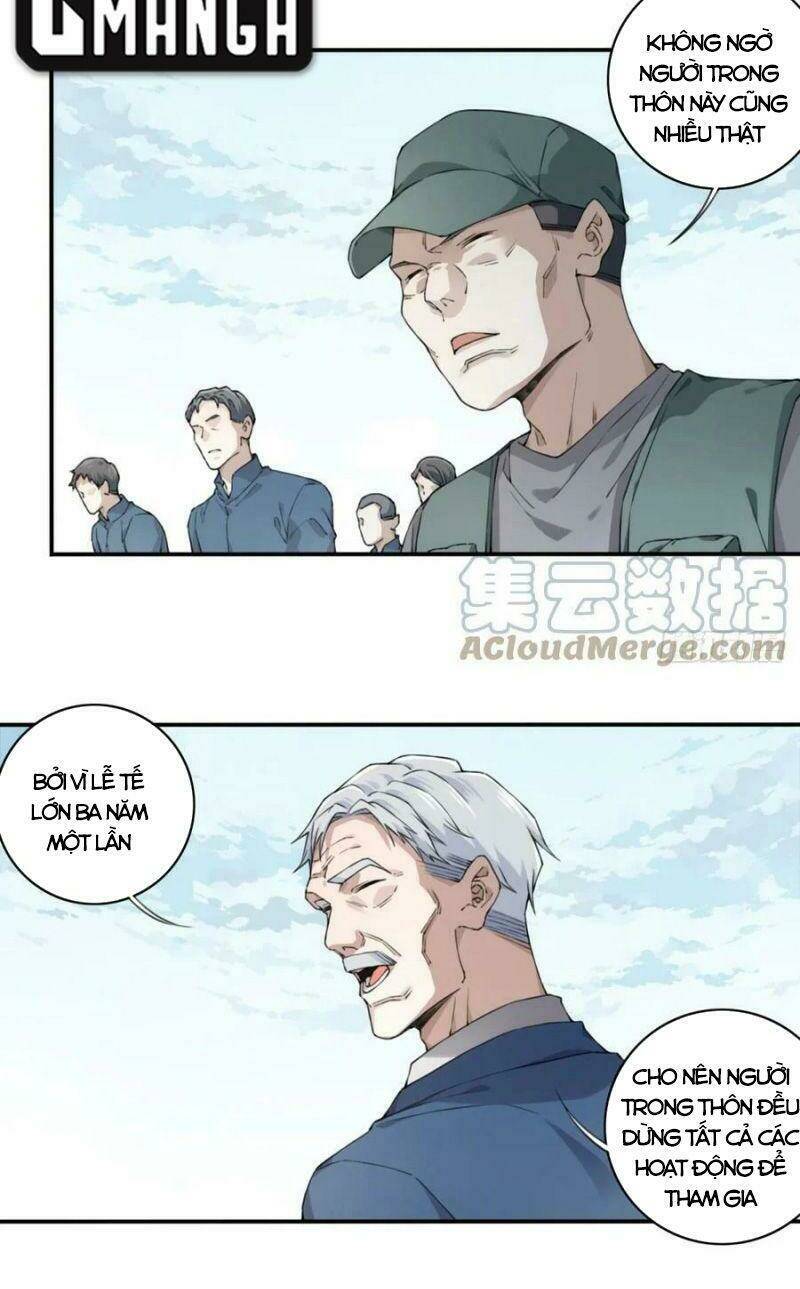 GMANGA
KHÔNG NGỜ
NGƯỜI TRONG
THÔN NÀY CŨNG
NHIỀU THẬT
集云数据
ACloudMerge.com
BỞI VÌ LỄ TẾ
LỚN BA NĂM
MỘT LẦN
CHO NÊN NGƯỜI
TRONG THÔN ĐỀU
DỪNG TẤT CẢ CÁC
HOẠT ĐỘNG ĐỂ
THAM GIA